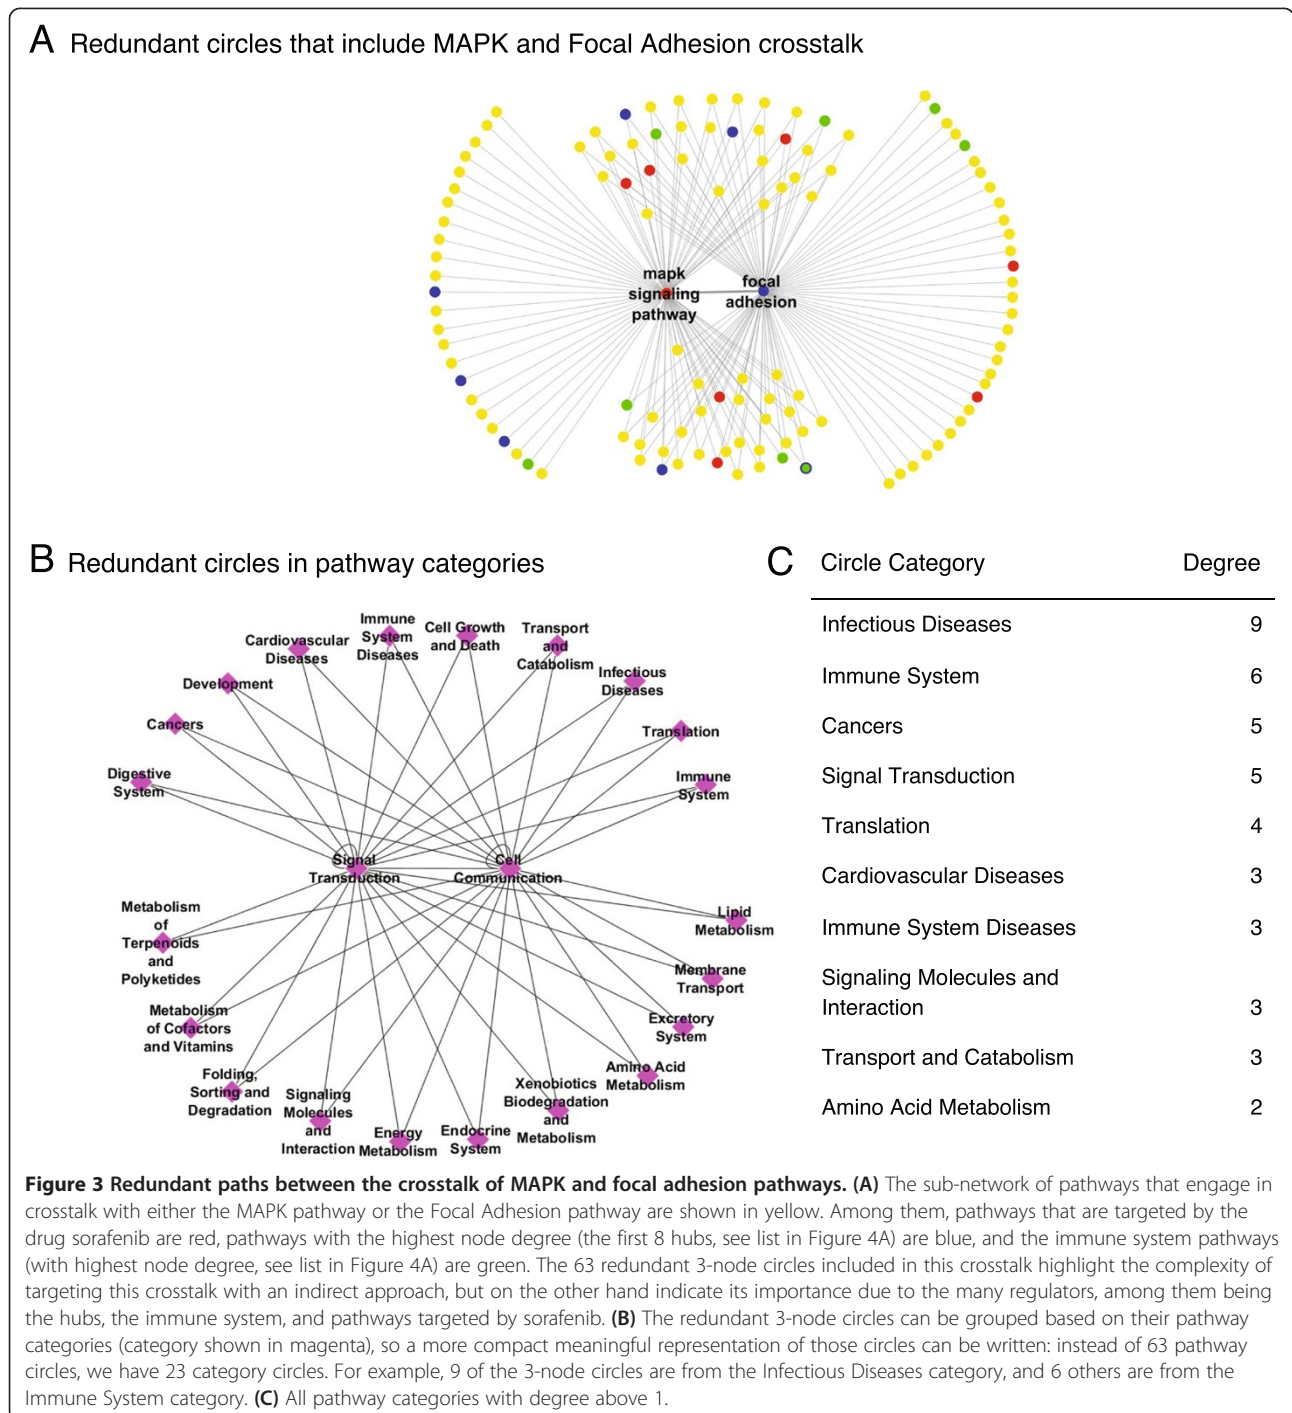 A Redundant circles that include MAPK and Focal Adhesion crosstalk
mapk
signaling
pathway
focal
adhesion
B Redundant circles in pathway categories
Immune
System
Diseases
Cell Growth
and Death
Transport
and
Catabolism
Cardiovascular
Diseases
Infectious
Diseases
Development
Cancers
Translation
Digestive
System
Immune
System
Signal
Transduction
Cell
Communication
Metabolism
of
Terpenoids
and
Polyketides
Lipid
Metabolism
Membrane
Transport
Metabolism
of Cofactors
and Vitamins
Excretory
System
Folding,
Sorting and
Degradation
Amino Acid
Metabolism
Signaling
Molecules
and
Interaction
Xenobiotics
Biodegradation
and
Metabolism
Energy
Metabolism
Endocrine
System
C Circle Category Degree
Infectious Diseases 9
Immune System 6
Cancers 5
Signal Transduction 5
Translation 4
Cardiovascular Diseases 3
Immune System Diseases 3
Signaling Molecules and
Interaction 3
Transport and Catabolism 3
Amino Acid Metabolism 2
Figure 3 Redundant paths between the crosstalk of MAPK and focal adhesion pathways. (A) The sub-network of pathways that engage in
crosstalk with either the MAPK pathway or the Focal Adhesion pathway are shown in yellow. Among them, pathways that are targeted by the
drug sorafenib are red, pathways with the highest node degree (the first 8 hubs, see list in Figure 4A) are blue, and the immune system pathways
(with highest node degree, see list in Figure 4A) are green. The 63 redundant 3-node circles included in this crosstalk highlight the complexity of
targeting this crosstalk with an indirect approach, but on the other hand indicate its importance due to the many regulators, among them being
the hubs, the immune system, and pathways targeted by sorafenib. (B) The redundant 3-node circles can be grouped based on their pathway
categories (category shown in magenta), so a more compact meaningful representation of those circles can be written: instead of 63 pathway
circles, we have 23 category circles. For example, 9 of the 3-node circles are from the Infectious Diseases category, and 6 others are from the
Immune System category. (C) All pathway categories with degree above 1.